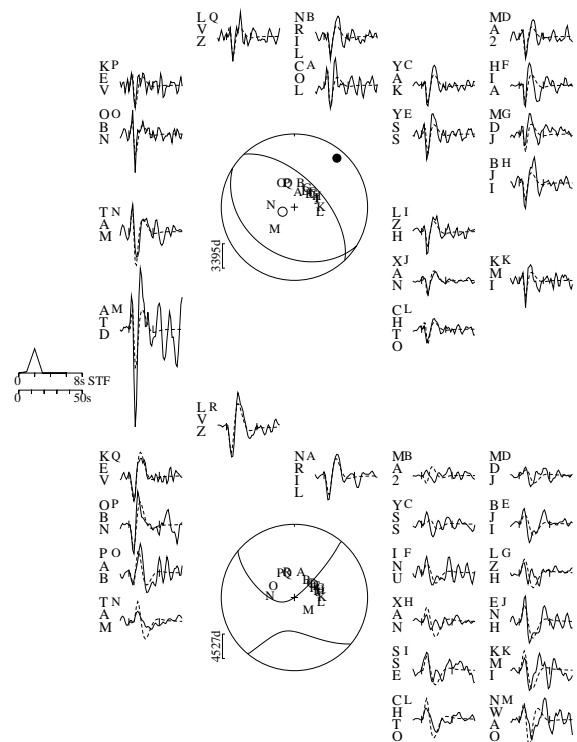 LVZ Q
NRIL B
MA2 D
KEV P
COL A
YAK C
HIA F
OBN O
YSS E
MDJ G
BJI H
TAM N
LZH I
XAN J
KMI K
ATD M
CHTO L
O P Q B
A
N
K
L
M
3395d
0 8s STF
0 50s
LVZ R
KEV Q
NRIL A
MA2 B
MDJ D
OBN P
YSS C
BJI E
PAB O
INU F
LZH G
TAM N
XAN H
ENH J
SSE I
KMI K
CHTO L
NWAO M
P R Q A
O
N
K
L
M
4527d